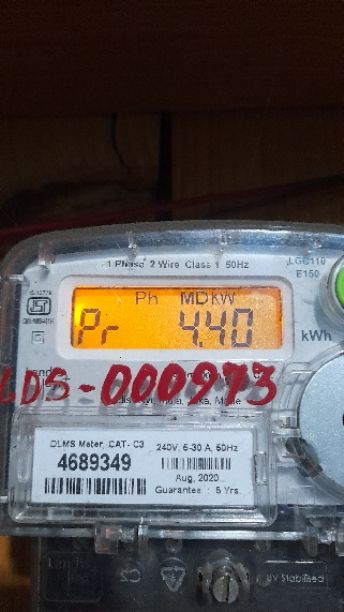 1 Phase 2 Wire Class 1 50Hz
LGC110
E150
Ph MDkW
Pr 4.40
kWh
LDS-000973
DLMS Meter, CAT- C3
4689349
240V, 5-30 A, 50Hz
Aug, 2020
Guarantee : 5 Yrs.
UV Stabilised